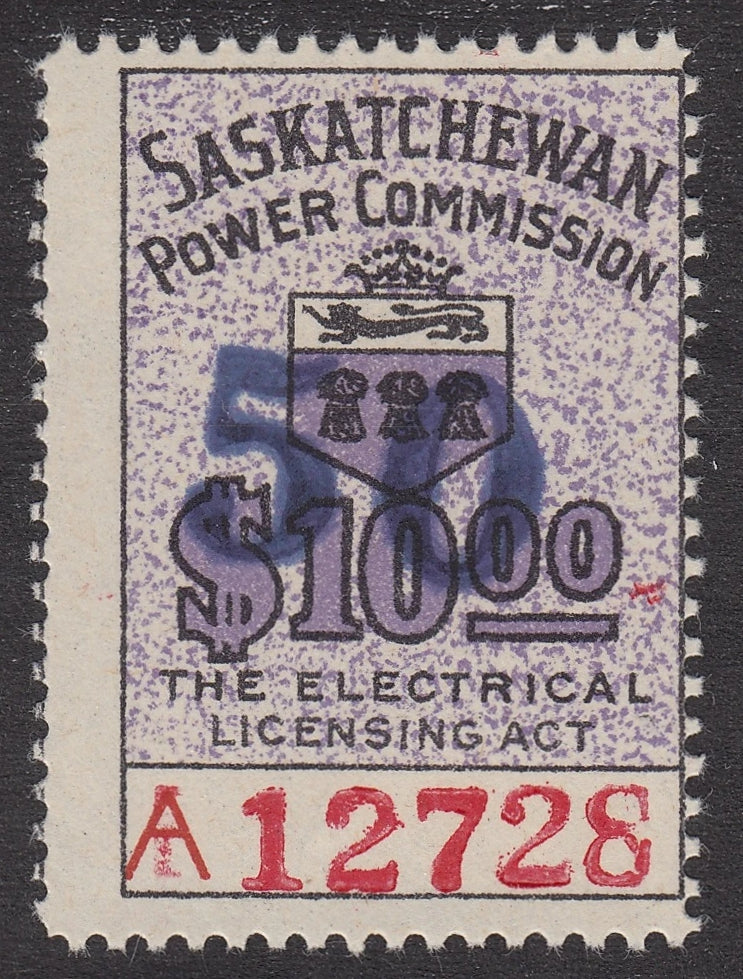 SASKATCHEWAN
POWER COMMISSION
50
$10.00
THE ELECTRICAL
LICENSING ACT
A 12728